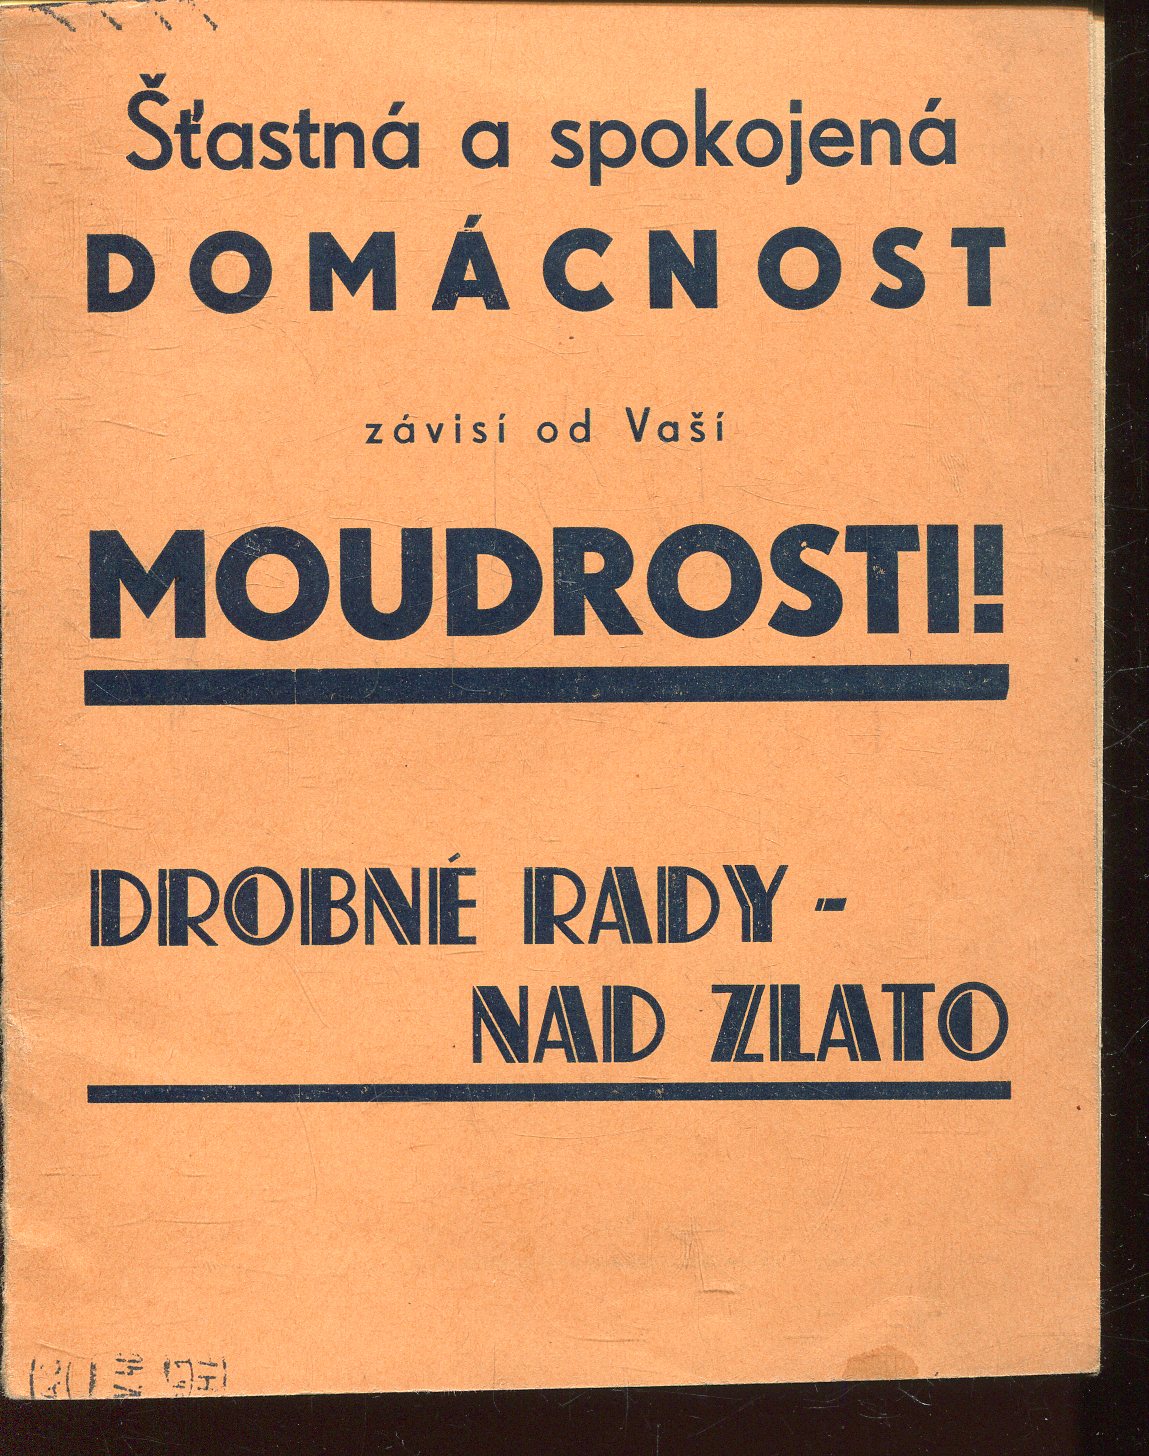 Šťastná a spokojená
DOMÁCNOST
závisí od Vaší
MOUDROSTI!
DROBNÉ RADY -
NAD ZLATO